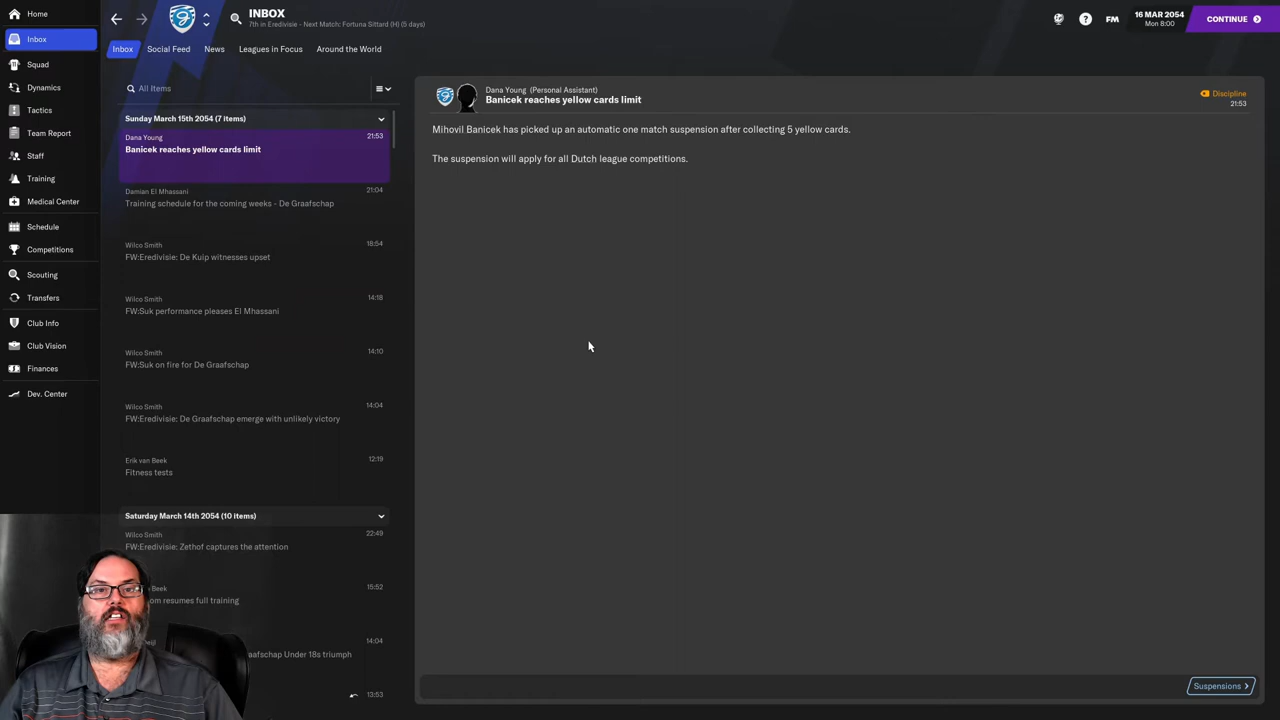 Home
Inbox
Squad
Dynamics
Tactics
Team Report
Staff
Training
Medical Center
Schedule
Competitions
Scouting
Transfers
Club Info
Club Vision
Finances
Dev. Center
INBOX
7th in Eredivisie - Next Match: Fortuna Sittard (H) (5 days)
FM
16 MAR 2054
Mon 8:00
CONTINUE
Inbox Social Feed News Leagues in Focus Around the World
All Items
Sunday March 15th 2054 (7 items)
Dana Young 21:53
Banicek reaches yellow cards limit
Damian El Mhassani 21:04
Training schedule for the coming weeks - De Graafschap
Wilco Smith 18:54
FW:Eredivisie: De Kuip witnesses upset
Wilco Smith 14:18
FW:Suk performance pleases El Mhassani
Wilco Smith 14:10
FW:Suk on fire for De Graafschap
Wilco Smith 14:04
FW:Eredivisie: De Graafschap emerge with unlikely victory
Erik van Beek 12:19
Fitness tests
Saturday March 14th 2054 (10 items)
Wilco Smith 22:49
FW:Eredivisie: Zethof captures the attention
Beek 15:52
om resumes full training
14:04
aafschap Under 18s triumph
13:53
Dana Young (Personal Assistant)
Banicek reaches yellow cards limit
Discipline
21:53
Mihovil Banicek has picked up an automatic one match suspension after collecting 5 yellow cards.
The suspension will apply for all Dutch league competitions.
Suspensions